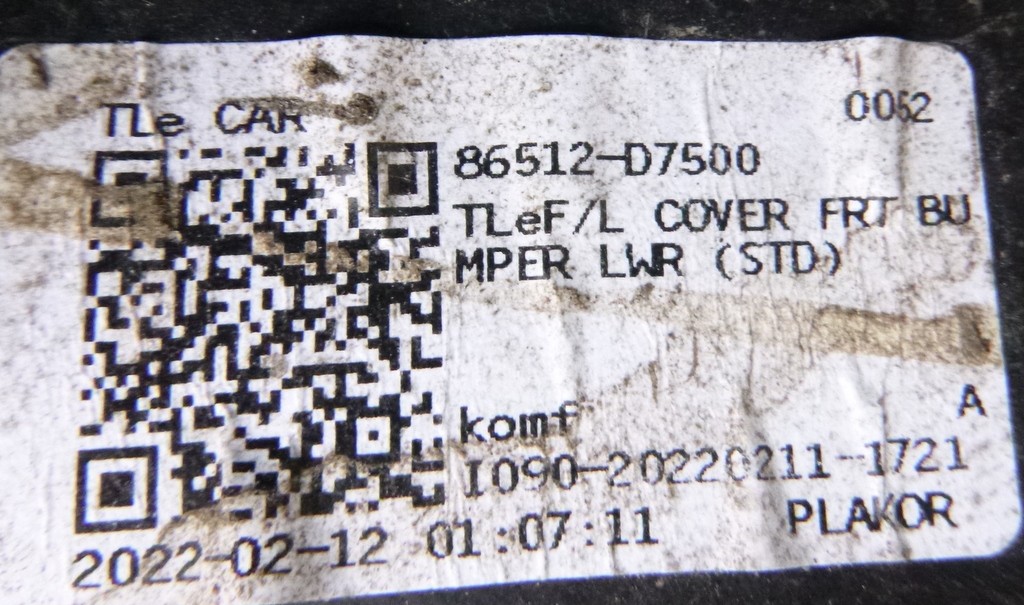 TLe CAR
0052
86512-D7500
TLeF/L COVER FRT BU
MPER LWR (STD)
A
komf
I090-20220211-1721
PLAKOR
2022-02-12 01:07:11